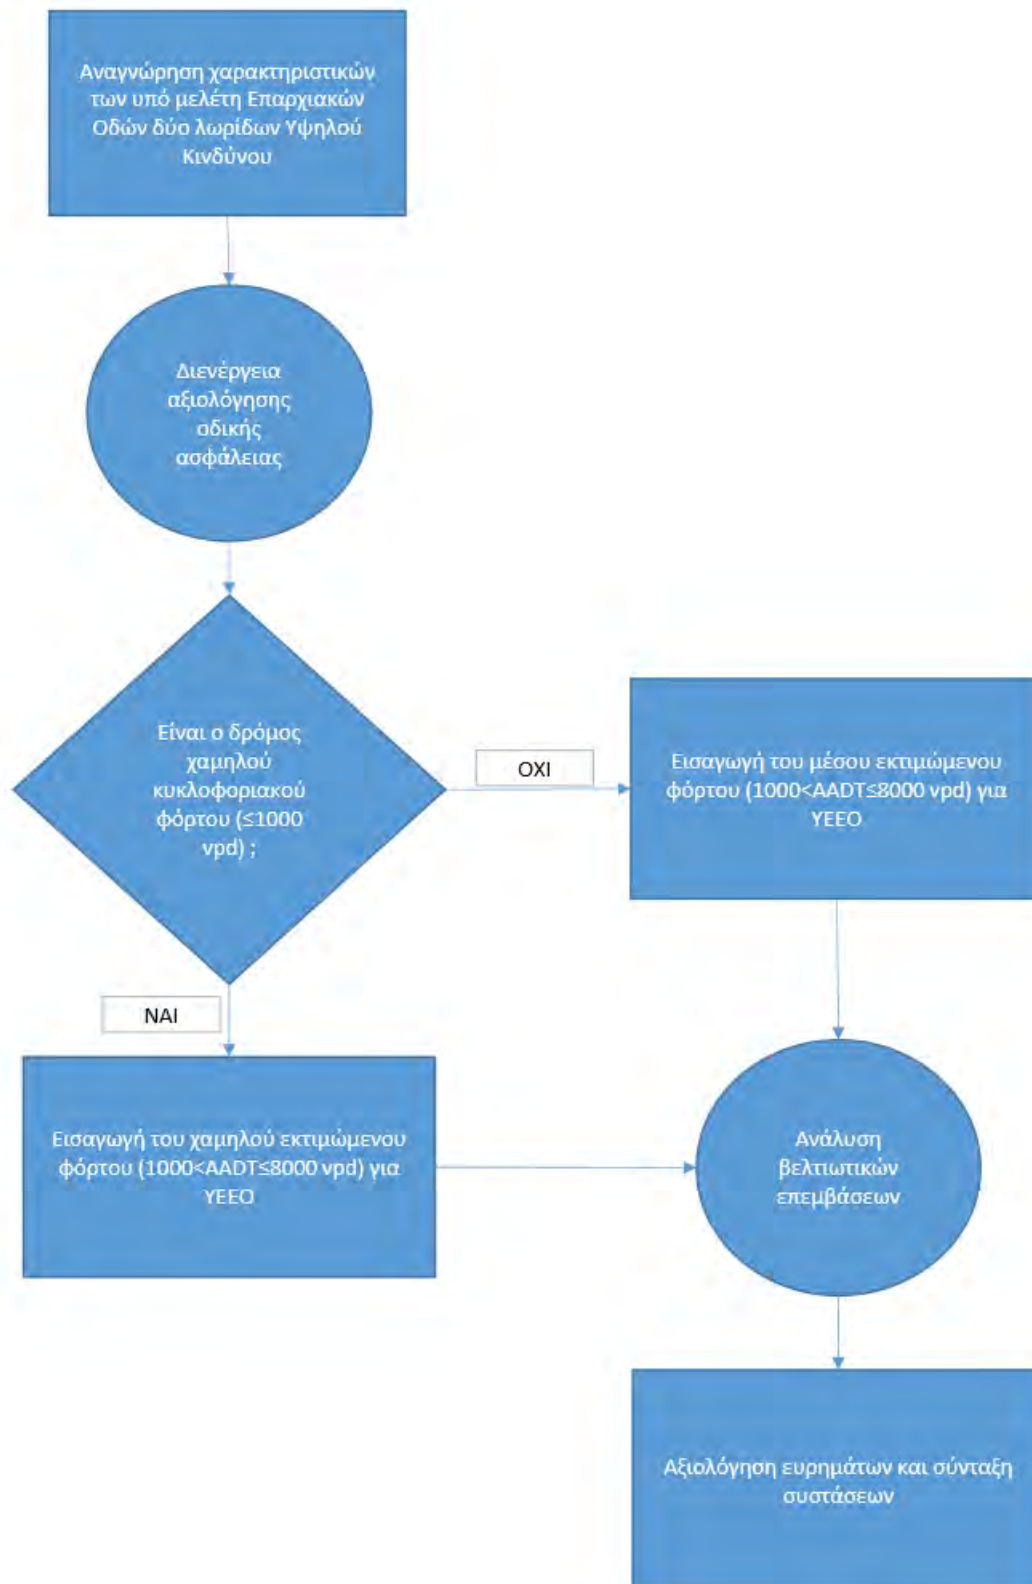 Αναγνώρηση χαρακτηριστικών
των υπό μελέτη Επαρχιακών
Οδών δύο λωρίδων Υψηλού
Κινδύνου
Διενέργεια
αξιολόγησης
οδικής
ασφάλειας
Είναι ο δρόμος
χαμηλού
κυκλοφοριακού
φόρτου (≤1000
vpd) ;
ΟΧΙ
Εισαγωγή του μέσου εκτιμώμενου
φόρτου (1000<AADT≤8000 vpd) για
ΥΕΕΟ
ΝΑΙ
Εισαγωγή του χαμηλού εκτιμώμενου
φόρτου (1000<AADT≤8000 vpd) για
ΥΕΕΟ
Ανάλυση
βελτιωτικών
επεμβάσεων
Αξιολόγηση ευρημάτων και σύνταξη
συστάσεων